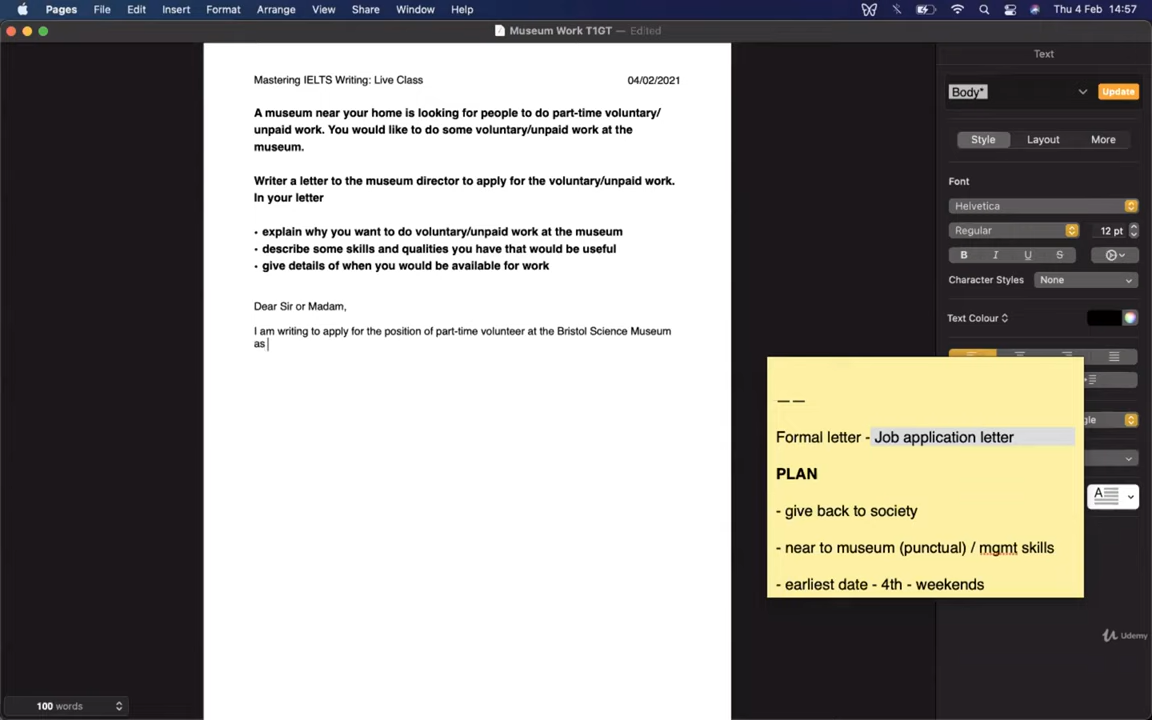 Pages File Edit Insert Format Arrange View Share Window Help Thu 4 Feb 14:57
Museum Work T1GT — Edited
Text
Mastering IELTS Writing: Live Class 04/02/2021
Body* Update
A museum near your home is looking for people to do part-time voluntary/
unpaid work. You would like to do some voluntary/unpaid work at the
museum.
Style Layout More
Writer a letter to the museum director to apply for the voluntary/unpaid work.
In your letter
Font
Helvetica
Regular 12 pt
• explain why you want to do voluntary/unpaid work at the museum
• describe some skills and qualities you have that would be useful
• give details of when you would be available for work
B I U S
Character Styles None
Dear Sir or Madam,
Text Colour
I am writing to apply for the position of part-time volunteer at the Bristol Science Museum
as
— —
Formal letter - Job application letter
PLAN
- give back to society
- near to museum (punctual) / mgmt skills
- earliest date - 4th - weekends
Udemy
100 words